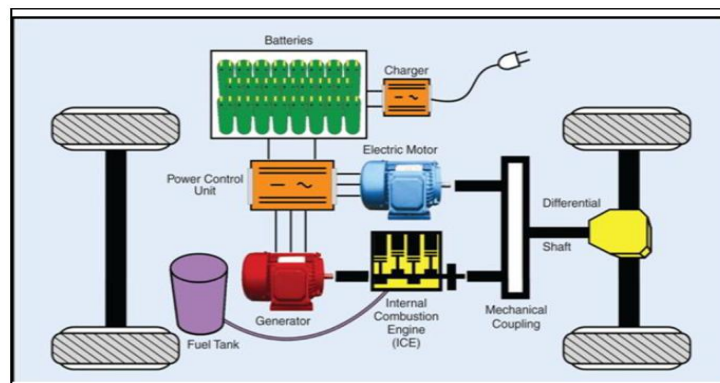 Batteries
Charger
Electric Motor
Power Control
Unit
Differential
Shaft
Generator
Internal
Combustion
Engine
(ICE)
Mechanical
Coupling
Fuel Tank